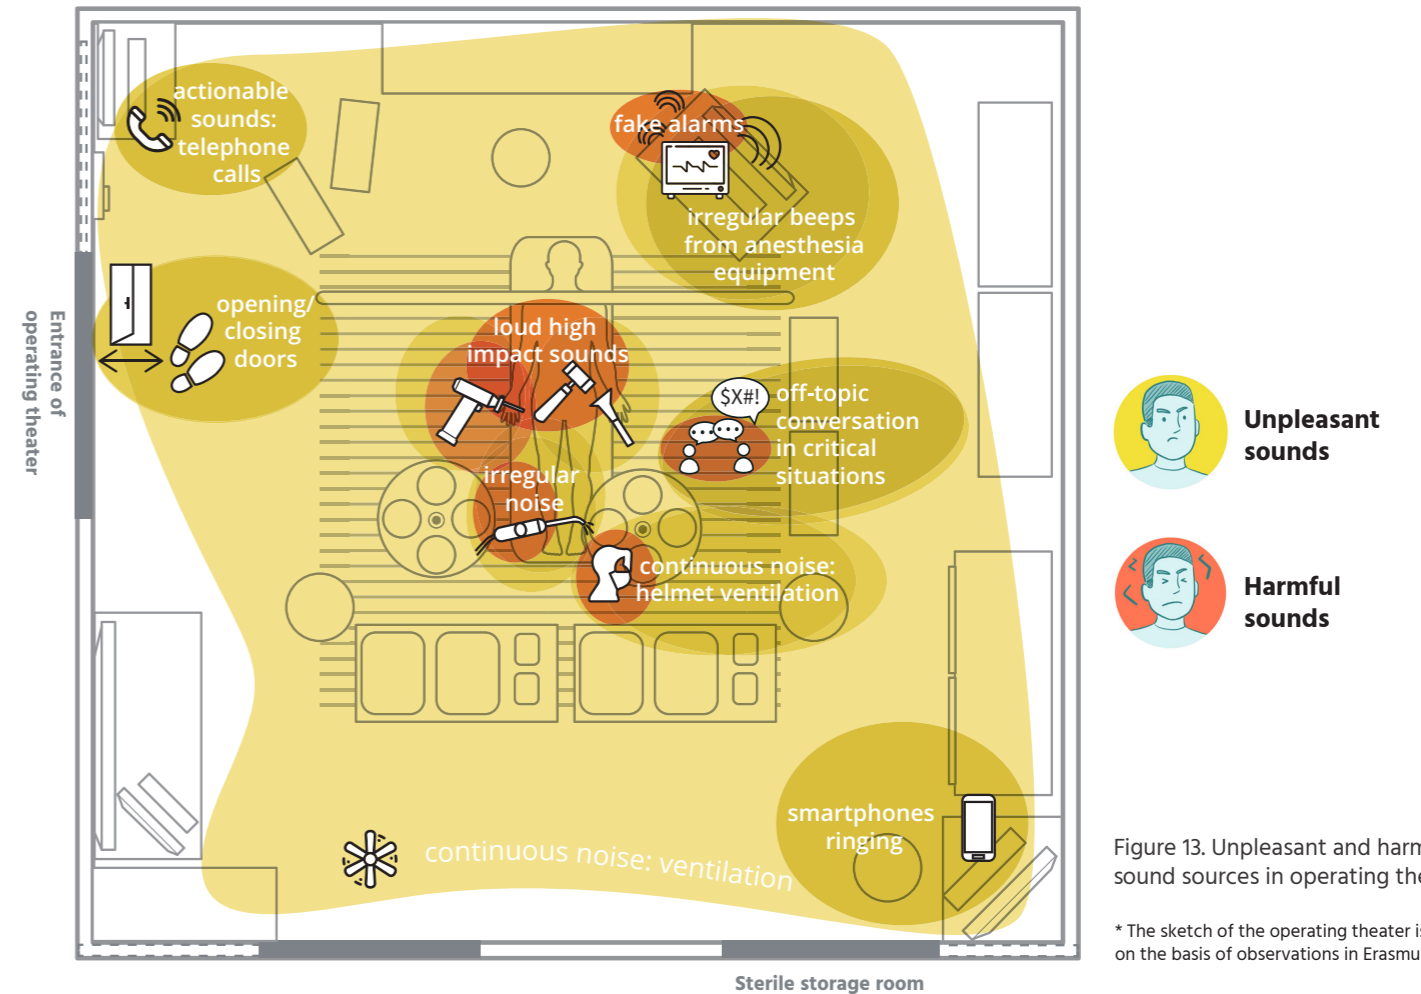 actionable
sounds:
telephone
calls
fake alarms
irregular beeps
from anesthesia
equipment
opening/
closing
doors
Entrance of
operating theater
loud high
impact sounds
$X#!
off-topic
conversation
in critical
situations
irregular
noise
continuous noise:
helmet ventilation
smartphones
ringing
continuous noise: ventilation
Sterile storage room
Unpleasant
sounds
Harmful
sounds
Figure 13. Unpleasant and harm
sound sources in operating the
* The sketch of the operating theater is
on the basis of observations in Erasmu